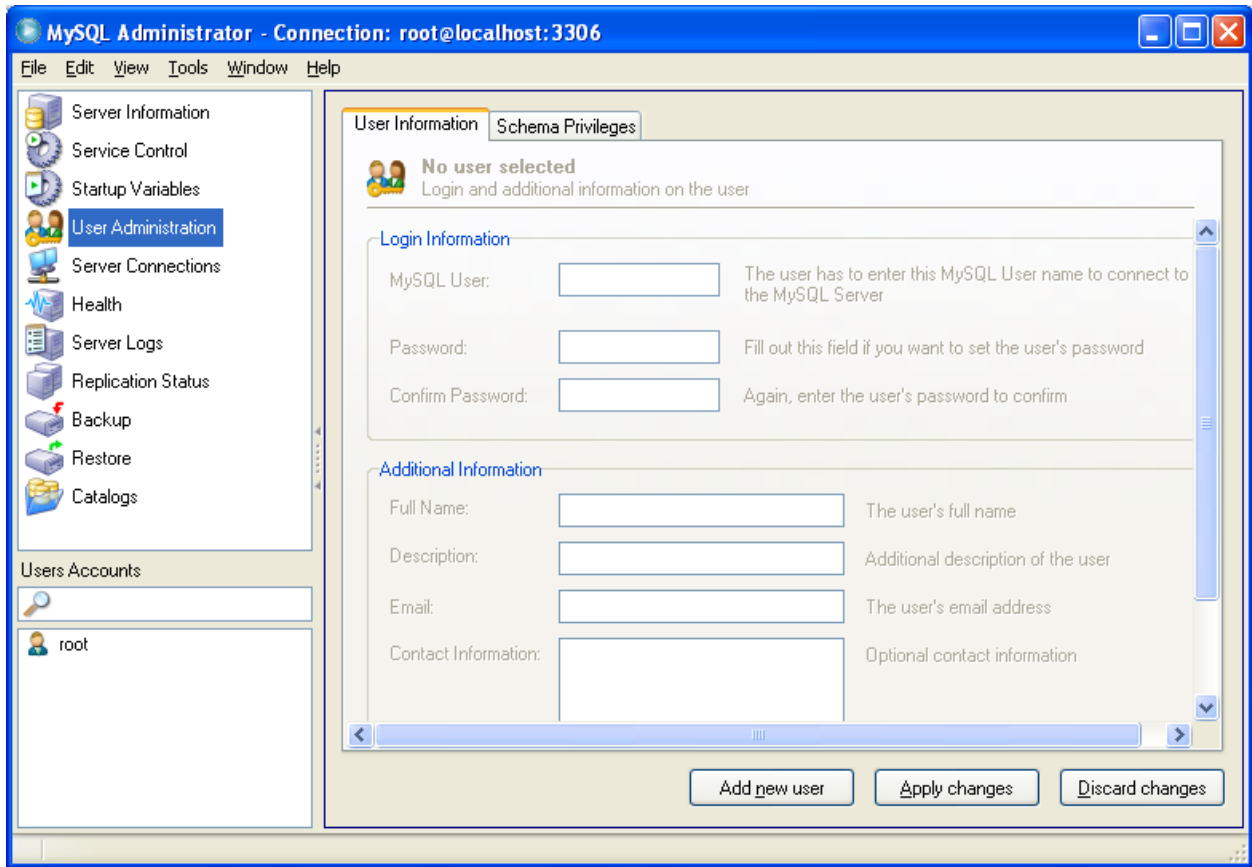 MySQL Administrator - Connection: root@localhost:3306
File Edit View Tools Window Help
Server Information
Service Control
Startup Variables
User Administration
Server Connections
Health
Server Logs
Replication Status
Backup
Restore
Catalogs
Users Accounts
root
User Information
Schema Privileges
No user selected
Login and additional information on the user
Login Information
MySQL User:
The user has to enter this MySQL User name to connect to
the MySQL Server
Password:
Fill out this field if you want to set the user's password
Confirm Password:
Again, enter the user's password to confirm
Additional Information
Full Name:
The user's full name
Description:
Additional description of the user
Email:
The user's email address
Contact Information:
Optional contact information
Add new user
Apply changes
Discard changes